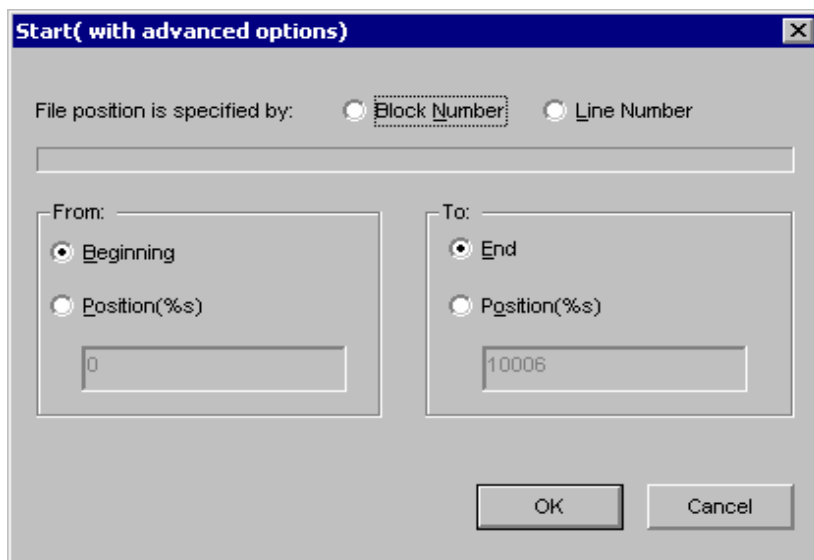 Start( with advanced options)
File position is specified by: Block Number Line Number
From:
Beginning
Position(%s)
0
To:
End
Position(%s)
10006
OK Cancel